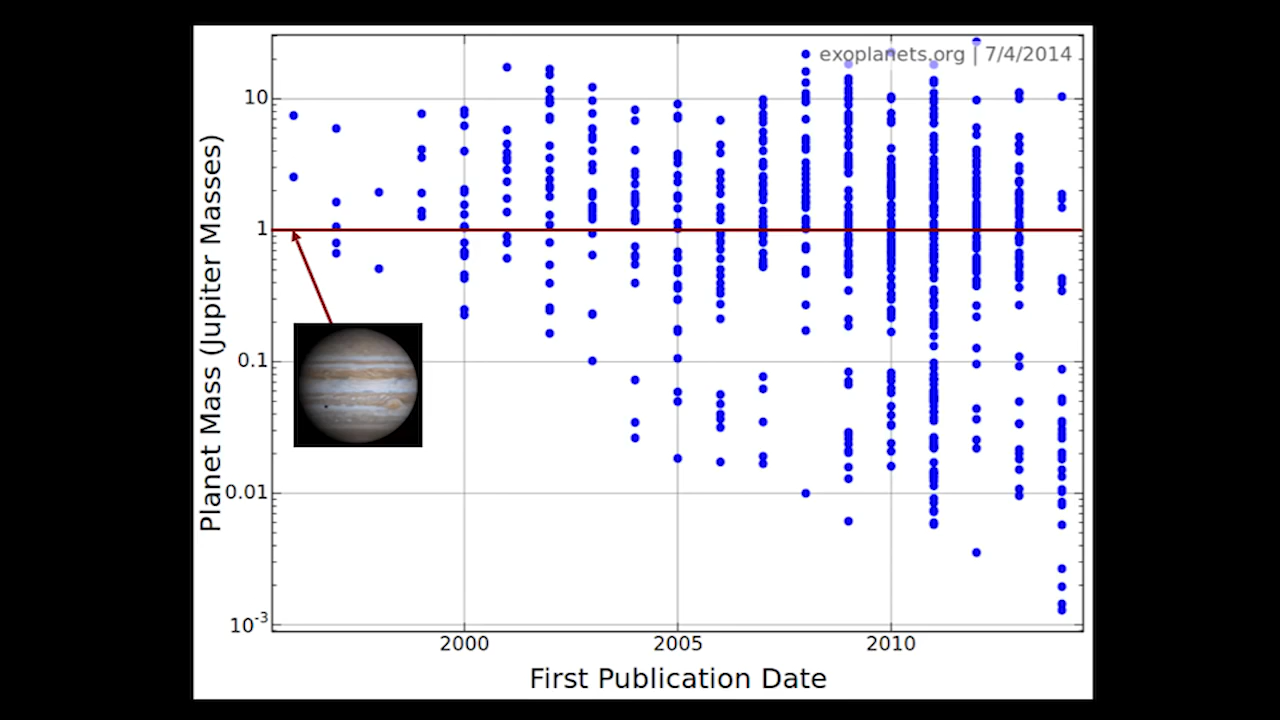 exoplanets.org | 7/4/2014
Planet Mass (Jupiter Masses)
10
1
0.1
0.01
10-3
2000 2005 2010
First Publication Date